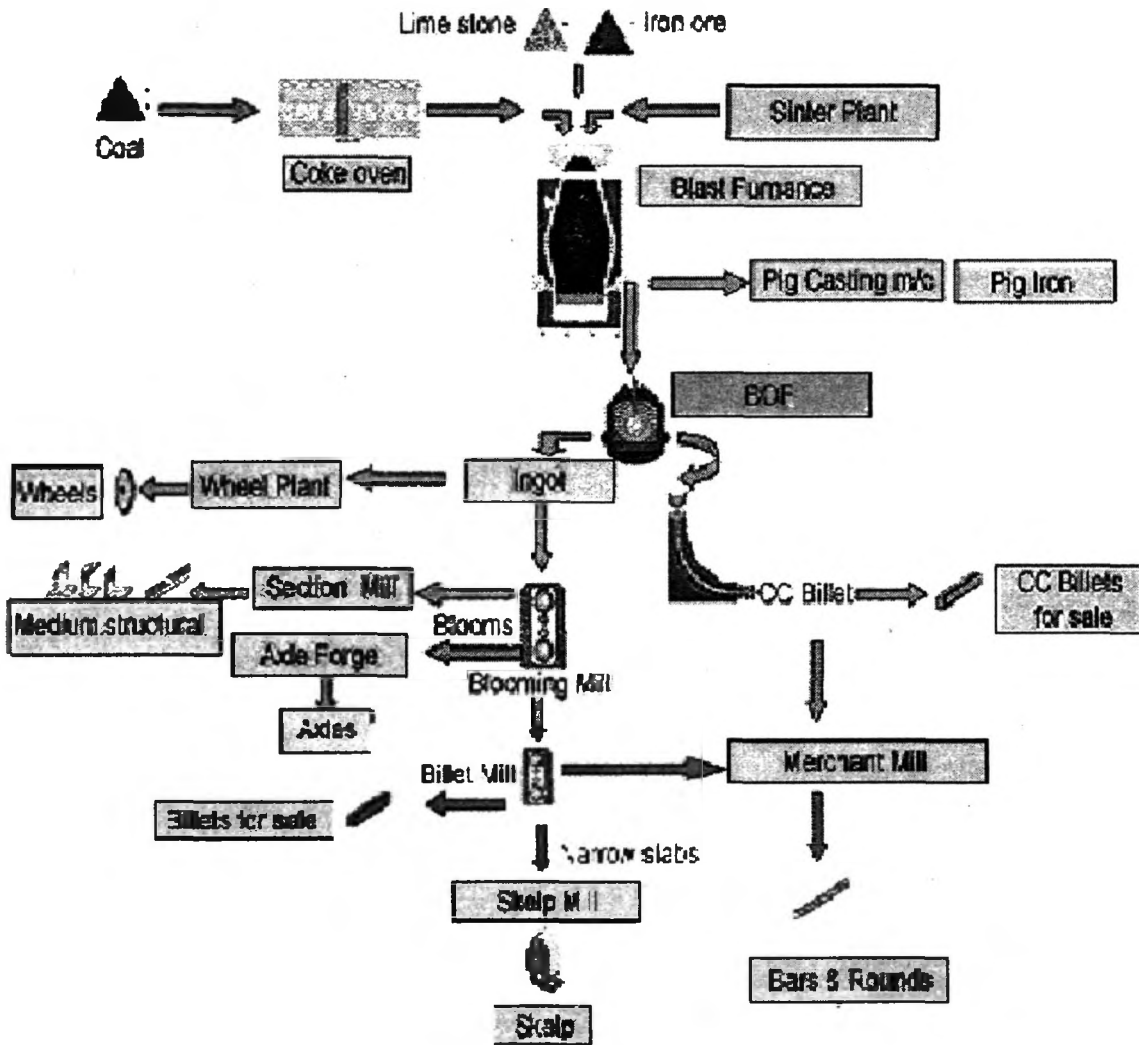 Lime stone
Iron ore
Coal
Coke oven
Sinter Plant
Blast Furnance
Pig Casting m/c
Pig Iron
BOF
Wheels
Wheel Plant
Ingot
Section Mill
Medium.structural
Blooms
CC Billet
CC Billets
for sale
Axle Forge
Blooming Mill
Axles
Billet Mill
Merchant Mill
Billets for sale
Narrow slabs
Skelp Mill
Bars & Rounds
Skelp